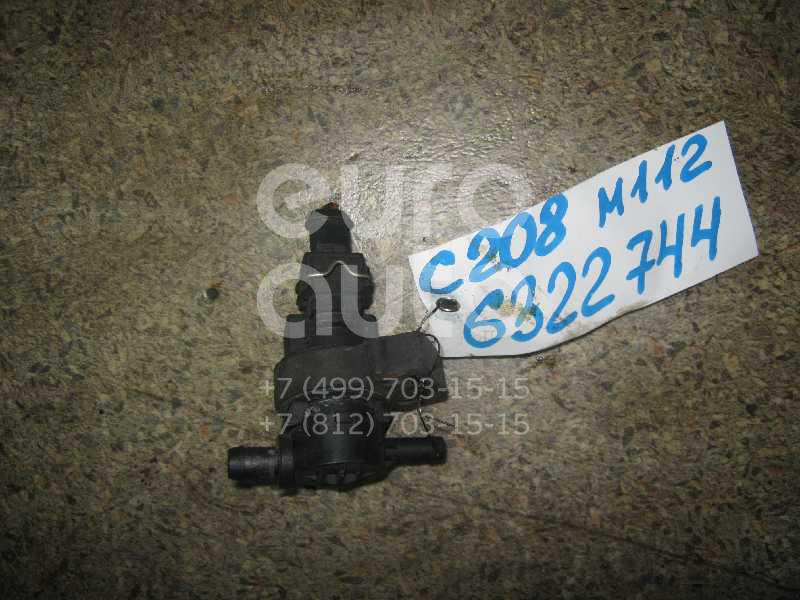 euro
auto
C208 M112
6322744
+7 (499) 703-15-15
+7 (812) 703-15-15